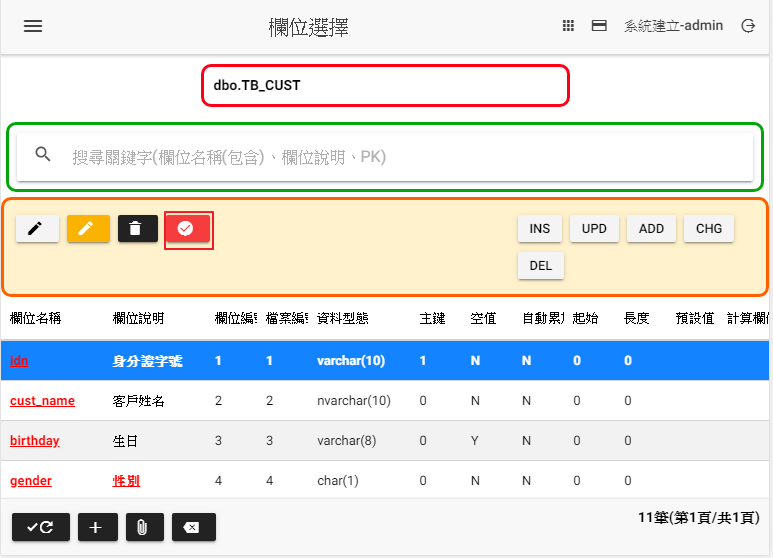 欄位選擇
系統建立-admin
dbo.TB_CUST
搜尋關鍵字(欄位名稱(包含)、欄位說明、PK)
INS UPD ADD CHG
DEL
欄位名稱 欄位說明 欄位編號 檔案編號 資料型態 主鍵 空值 自動累加 起始 長度 預設值 計算欄位
idn 身分證字號 1 1 varchar(10) 1 N N 0 0
cust_name 客戶姓名 2 2 nvarchar(10) 0 N N 0 0
birthday 生日 3 3 varchar(8) 0 Y N 0 0
gender 性別 4 4 char(1) 0 N N 0 0
11筆(第1頁/共1頁)